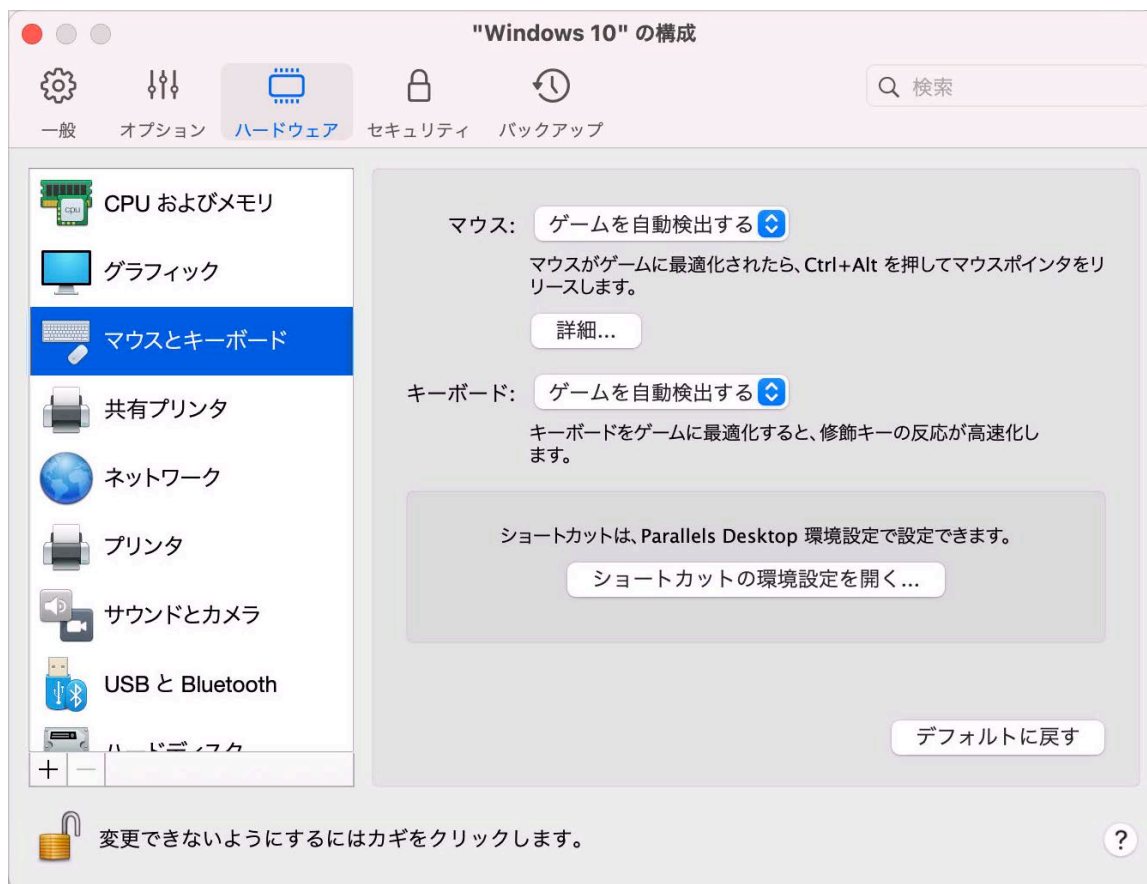 "Windows 10" の構成
一般
オプション
ハードウェア
セキュリティ
バックアップ
検索
CPU およびメモリ
グラフィック
マウスとキーボード
共有プリンタ
ネットワーク
プリンタ
サウンドとカメラ
USB と Bluetooth
ハードディスク
マウス: ゲームを自動検出する
マウスがゲームに最適化されたら、Ctrl+Alt を押してマウスポインタをリ
リースします。
詳細...
キーボード: ゲームを自動検出する
キーボードをゲームに最適化すると、修飾キーの反応が高速化し
ます。
ショートカットは、Parallels Desktop 環境設定で設定できます。
ショートカットの環境設定を開く...
デフォルトに戻す
変更できないようにするにはカギをクリックします。
?